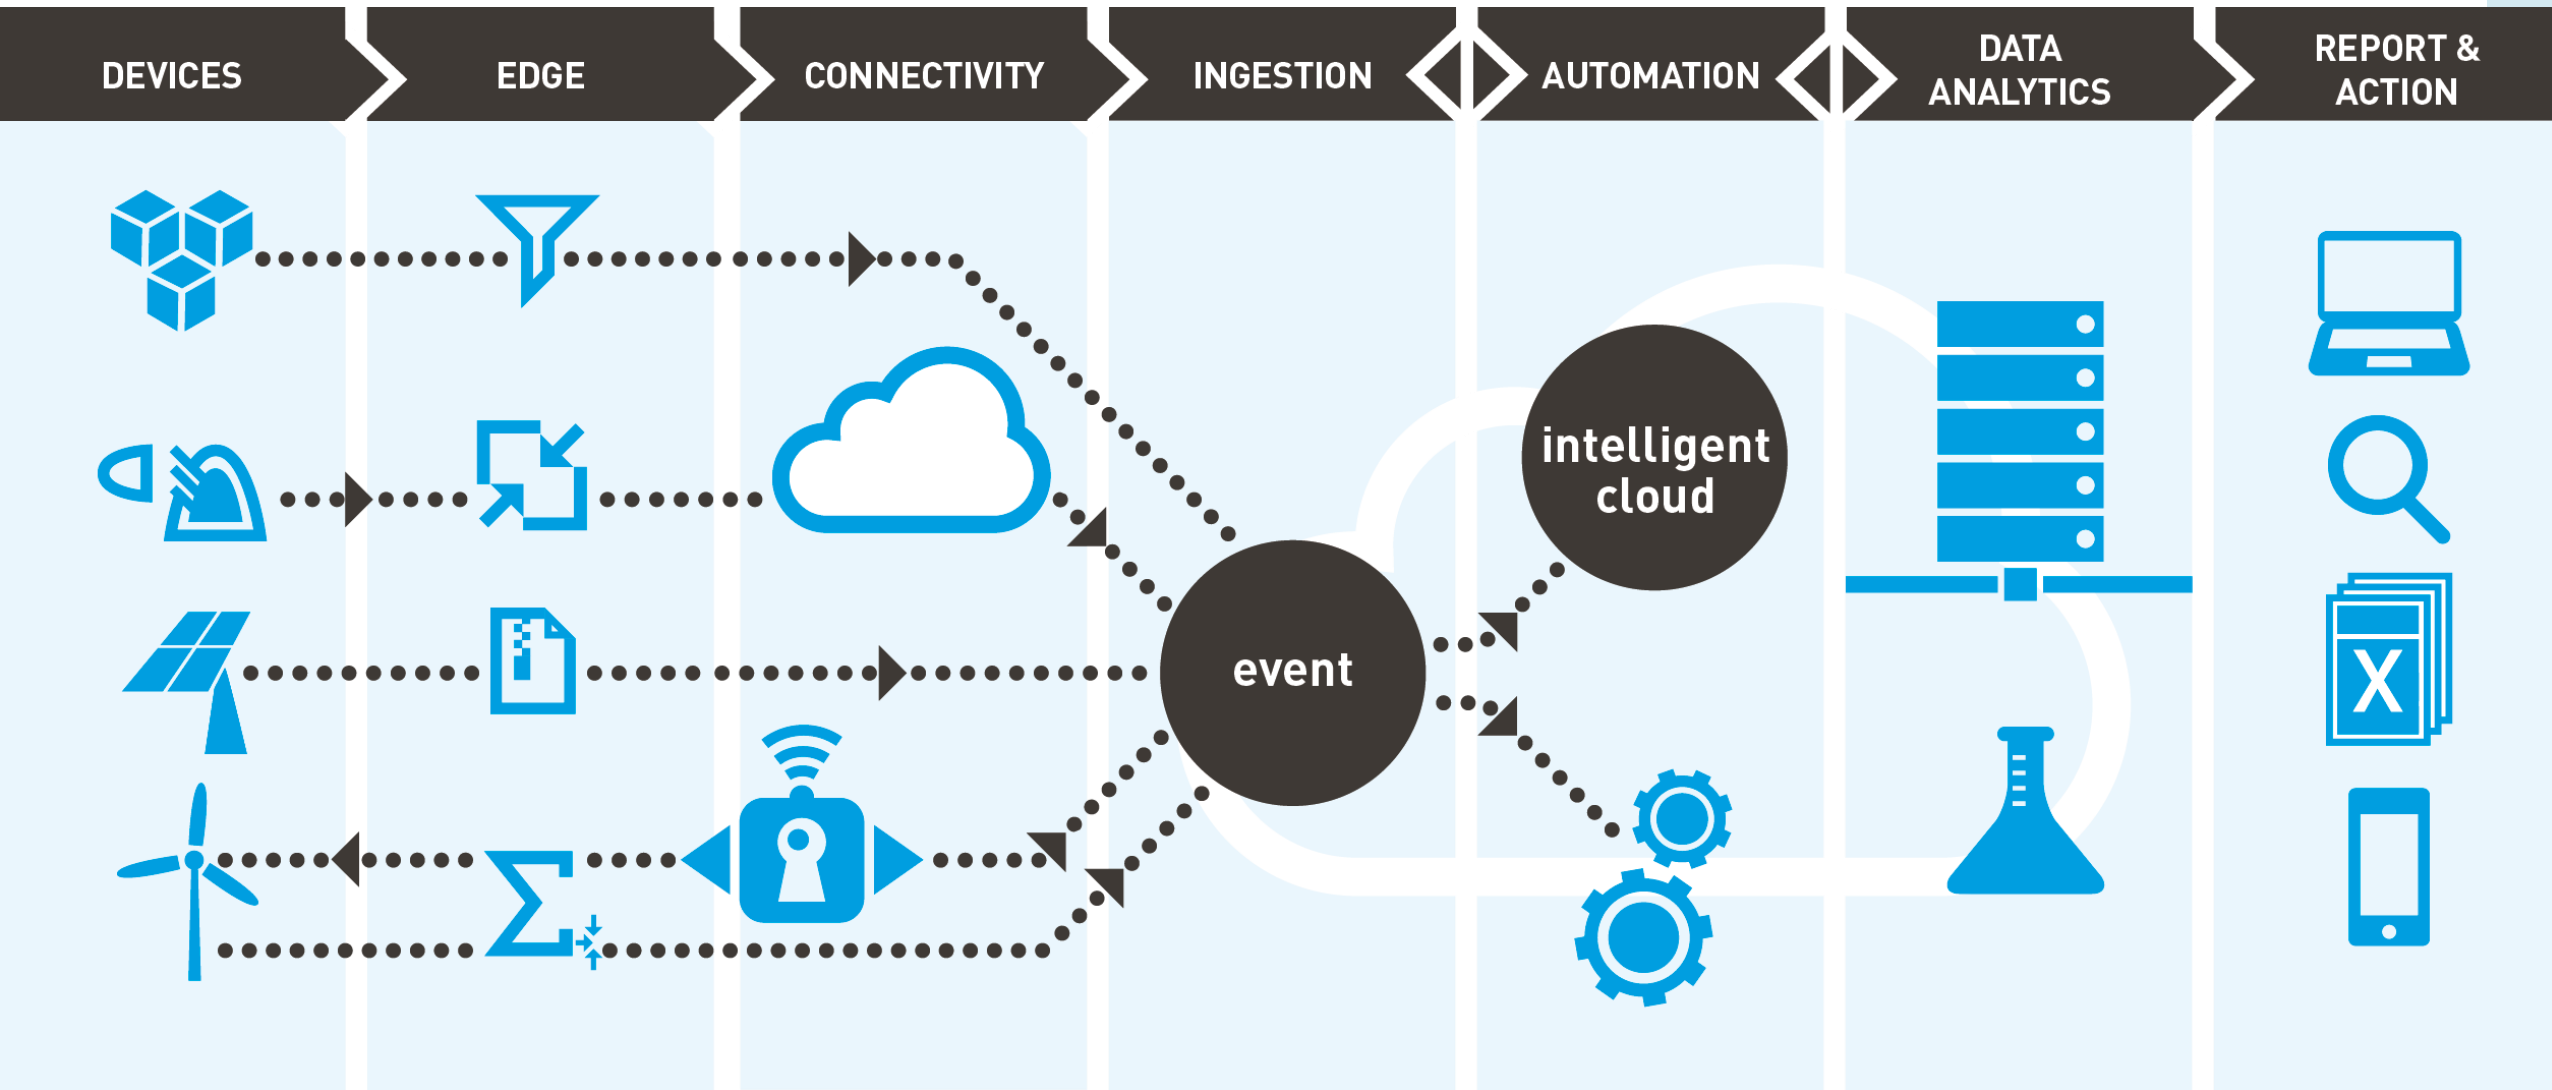 DEVICES
EDGE
CONNECTIVITY
INGESTION
AUTOMATION
DATA
ANALYTICS
REPORT &
ACTION
intelligent
cloud
event
X